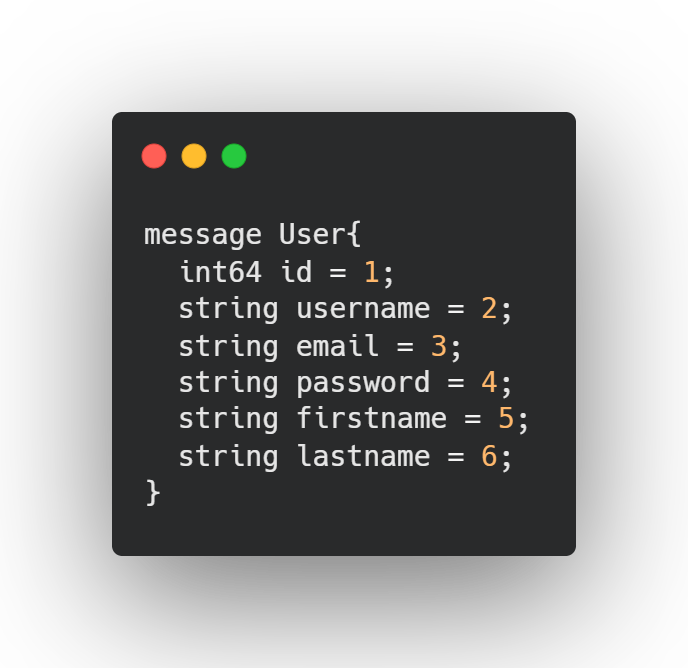 message User{
  int64 id = 1;
  string username = 2;
  string email = 3;
  string password = 4;
  string firstname = 5;
  string lastname = 6;
}